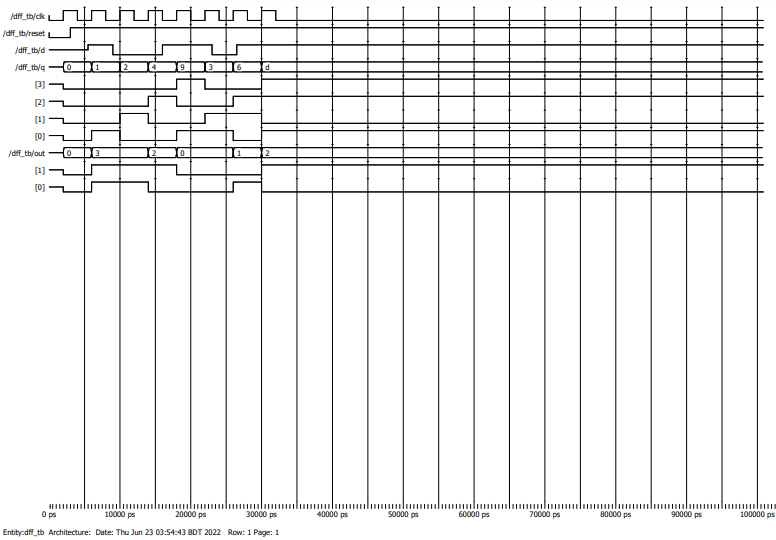 /dff_tb/clk
/dff_tb/reset
/dff_tb/d
/dff_tb/q 0 1 2 4 9 3 6 d
[3]
[2]
[1]
[0]
/dff_tb/out 0 3 2 0 1 2
[1]
[0]
0 ps 10000 ps 20000 ps 30000 ps 40000 ps 50000 ps 60000 ps 70000 ps 80000 ps 90000 ps 100000 ps
Entity:dff_tb Architecture: Date: Thu Jun 23 03:54:43 BDT 2022 Row: 1 Page: 1